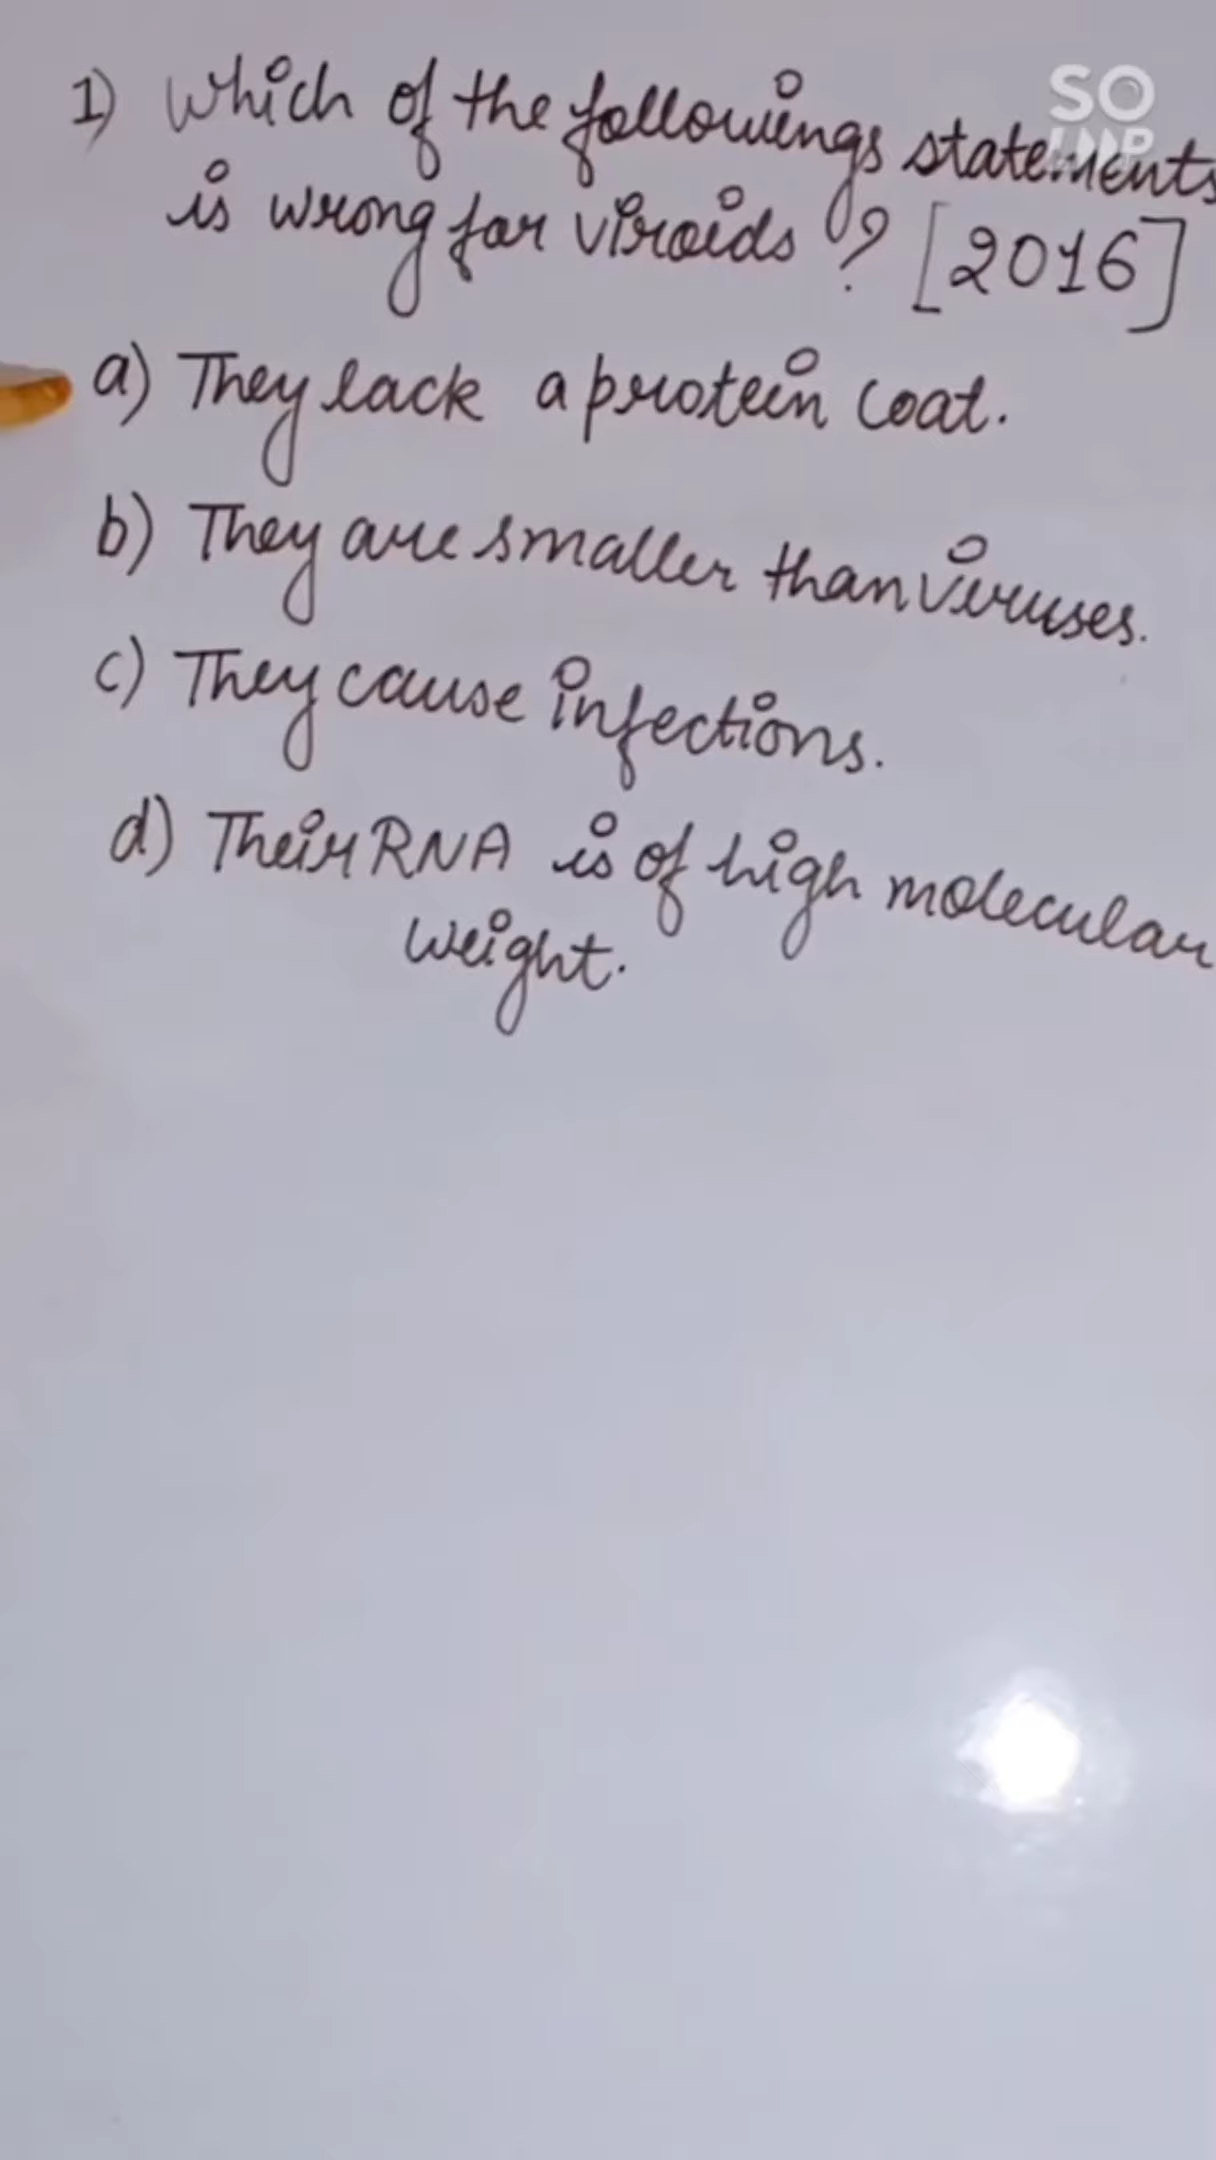 1) Which of the followings statements
is wrong for viroids ? [2016]
a) They lack a protein coat.
b) They are smaller than viruses.
c) They cause infections.
d) Their RNA is of high molecular
weight.
SO